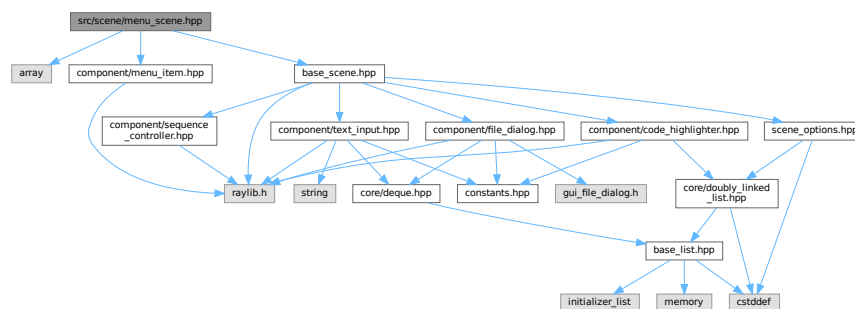 src/scene/menu_scene.hpp
array
component/menu_item.hpp
base_scene.hpp
component/sequence
_controller.hpp
component/text_input.hpp
component/file_dialog.hpp
component/code_highlighter.hpp
scene_options.hpp
raylib.h
string
core/deque.hpp
constants.hpp
gui_file_dialog.h
core/doubly_linked
_list.hpp
base_list.hpp
initializer_list
memory
cstddef